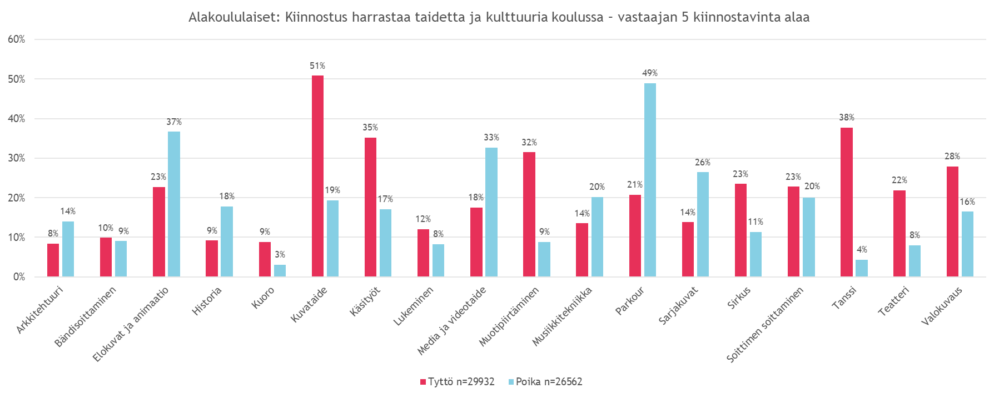 Alakoululaiset: Kiinnostus harrastaa taidetta ja kulttuuria koulussa – vastaajan 5 kiinnostavinta alaa
60%
50%
40%
30%
20%
10%
0%
8%
14%
10%
9%
23%
37%
9%
18%
9%
3%
51%
19%
35%
17%
12%
8%
18%
33%
32%
9%
14%
20%
21%
49%
14%
26%
23%
11%
23%
20%
38%
4%
22%
8%
28%
16%
Arkkitehtuuri
Bändisoittaminen
Elokuvat ja animaatio
Historia
Kuoro
Kuvataide
Käsityöt
Lukeminen
Media ja videotaide
Muotipiirtäminen
Musiikkitekniikka
Parkour
Sarjakuvat
Sirkus
Soittimen soittaminen
Tanssi
Teatteri
Valokuvaus
Tyttö n=29932
Poika n=26562